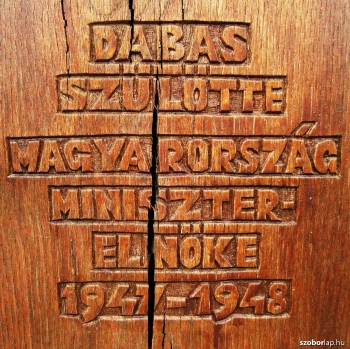 DABAS
SZÜLÖTTE
MAGYARORSZÁG
MINISZTER-
ELNÖKE
1947-1948
szoborlap.hu